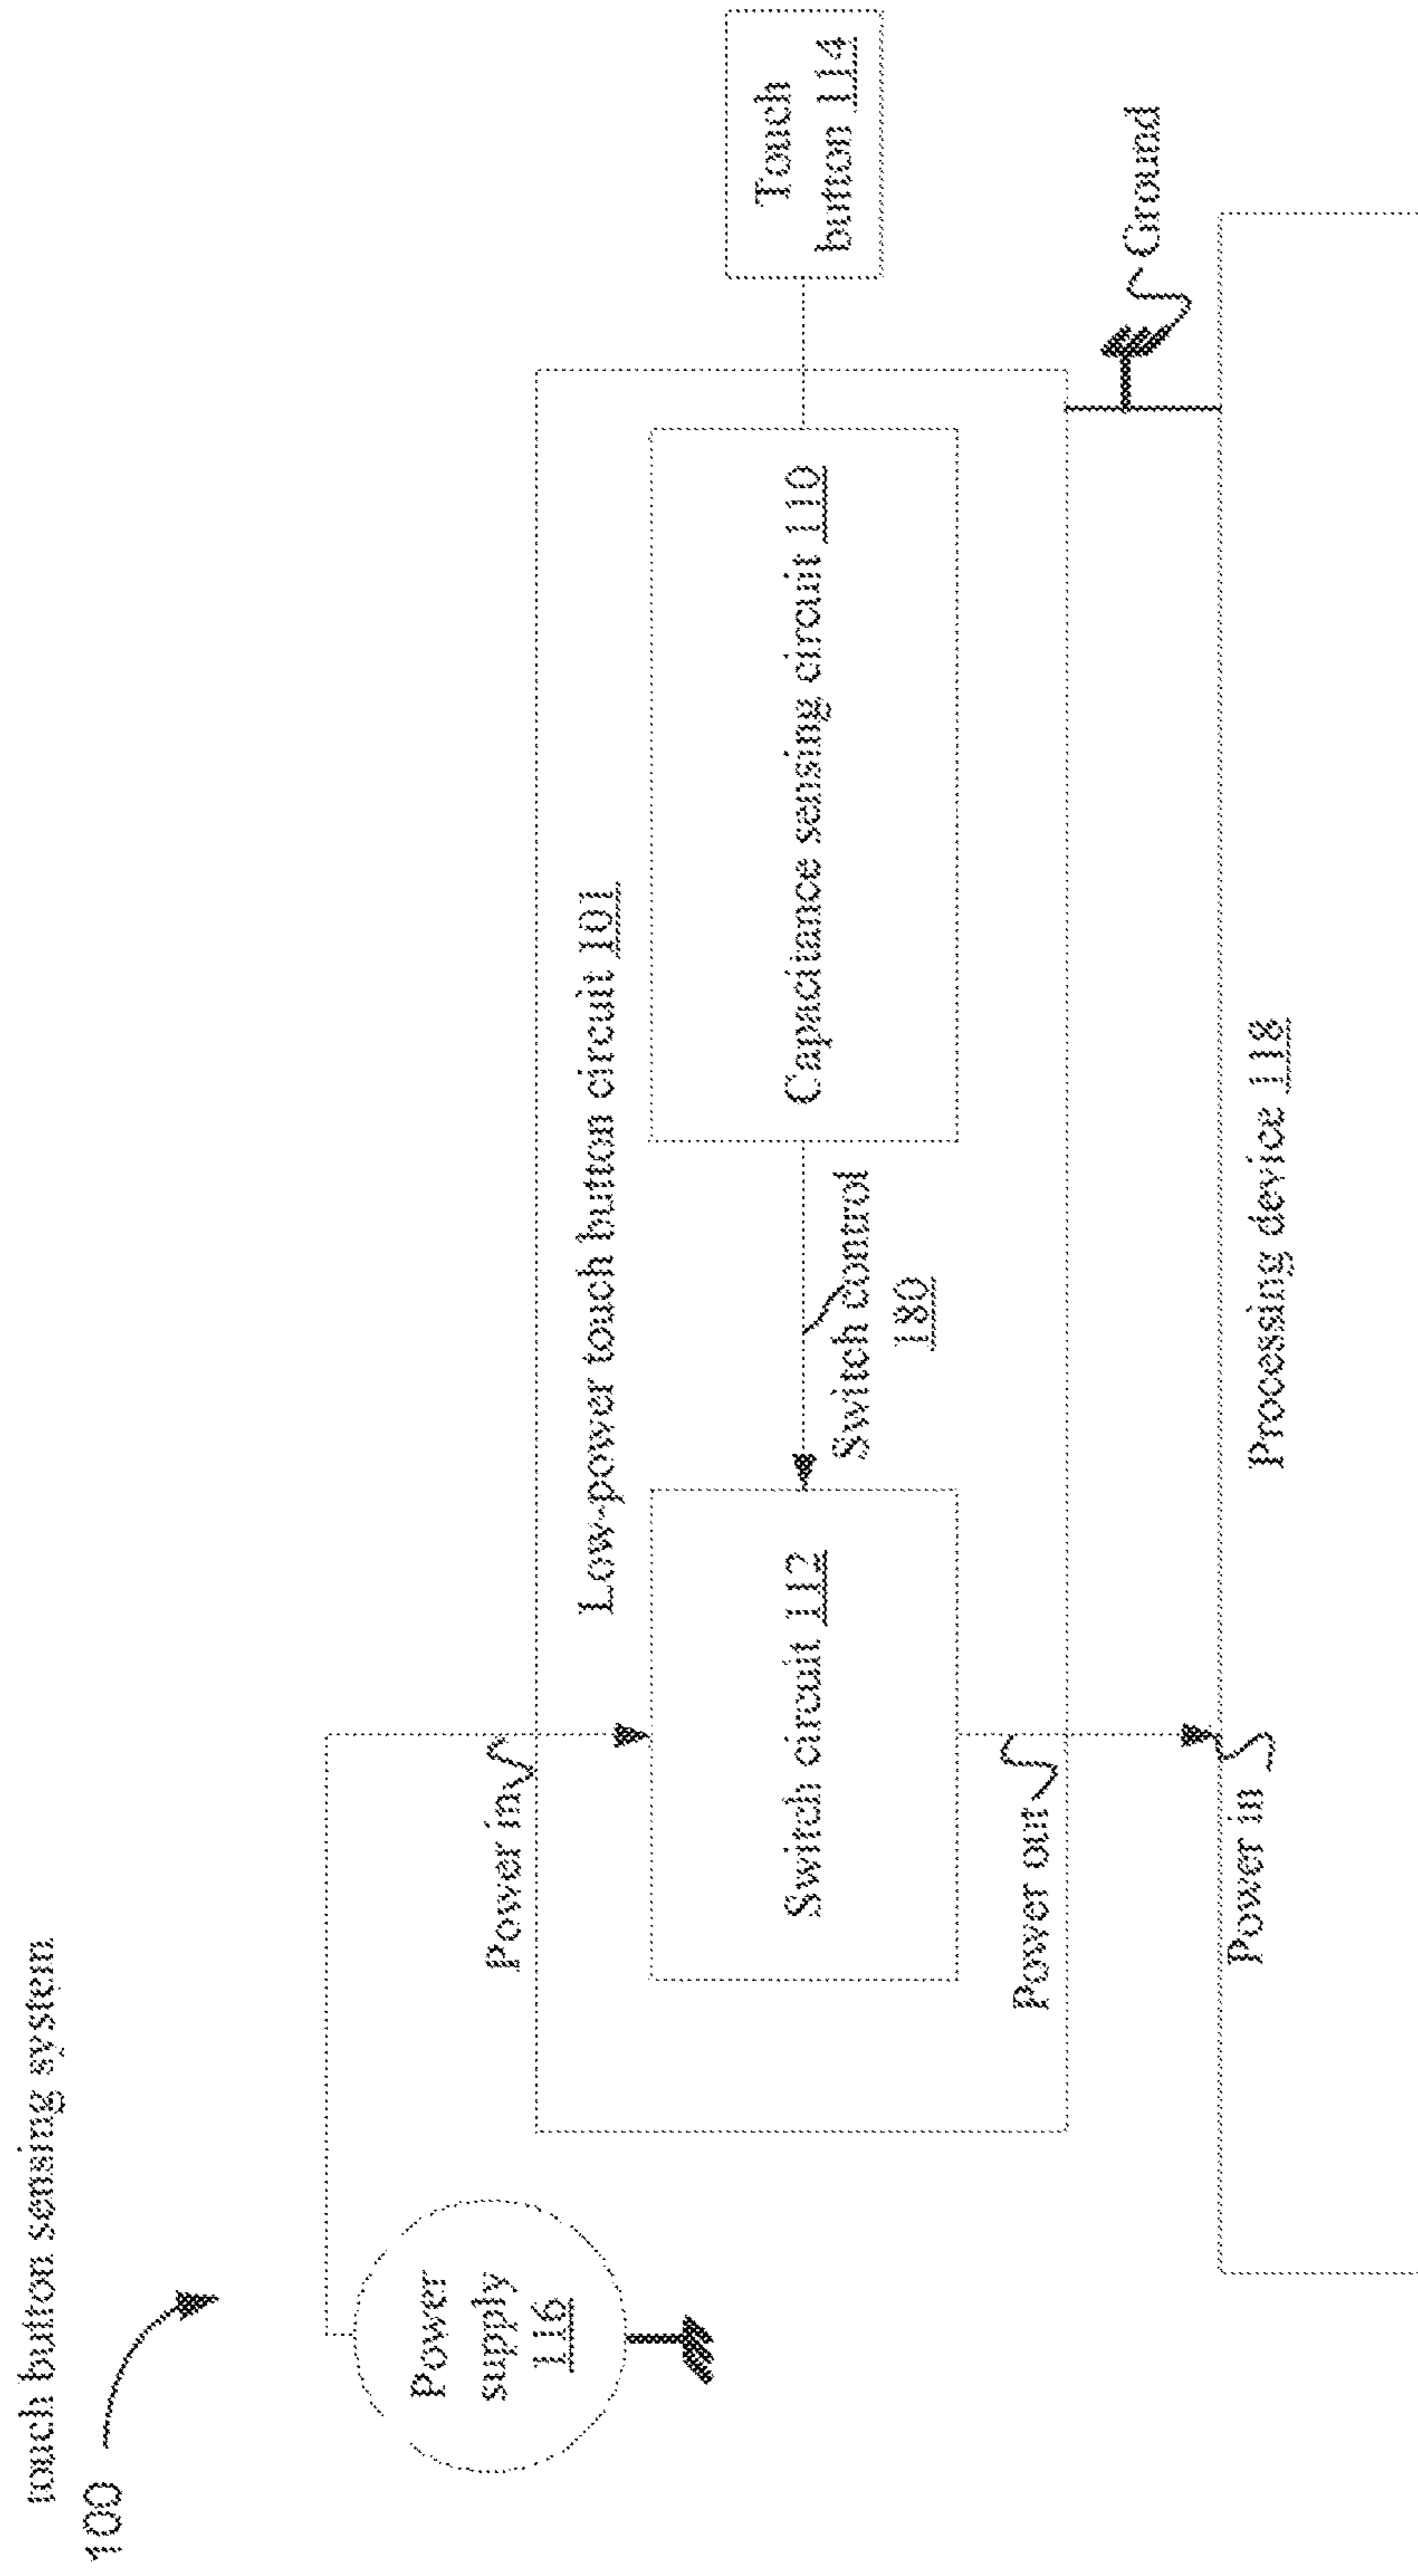 touch button sensing system
100
Power
supply
116
Power in
Low-power touch button circuit 101
Switch circuit 112
Switch control
180
Capacitance sensing circuit 110
Touch
button 114
Power out
Ground
Power in
Processing device 118